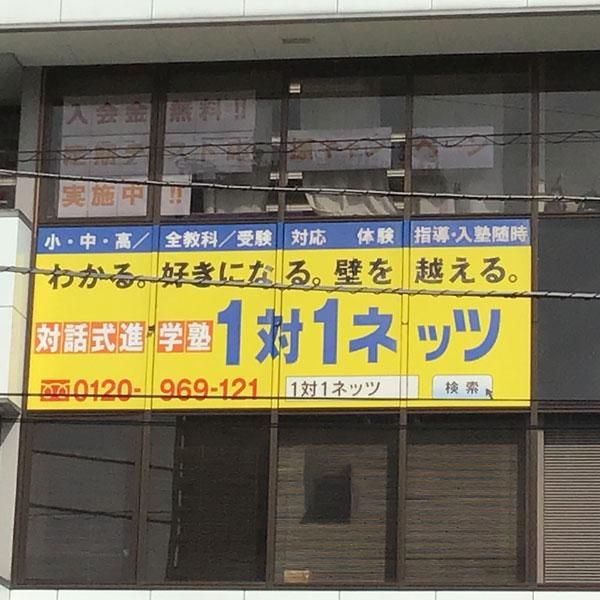 入会金 無料!!
実施中!!
小・中・高/全教科/受験対応 体験指導・入塾随時
わかる。好きになる。壁を越える。
対話式進学塾 1対1ネッツ
0120-969-121 1対1ネッツ 検索